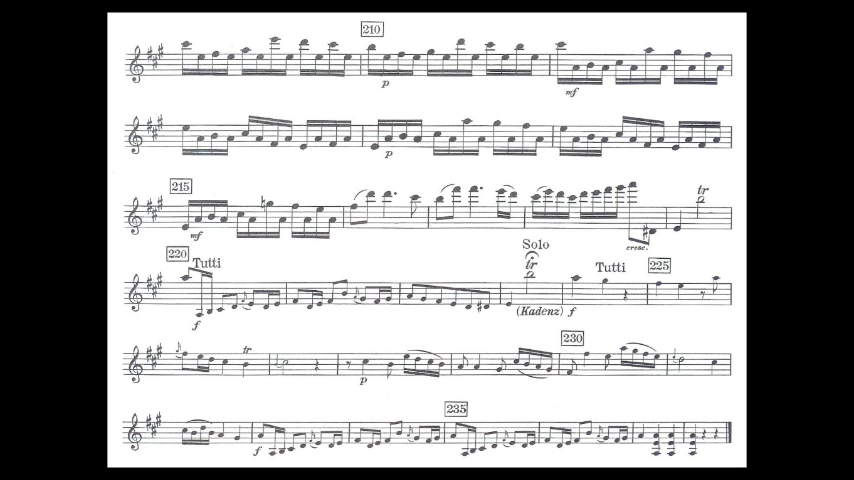 210
p
mf
p
215
mf
cresc.
tr
220
Tutti
f
Solo
tr
(Kadenz)
f
Tutti
225
tr
p
230
235
f